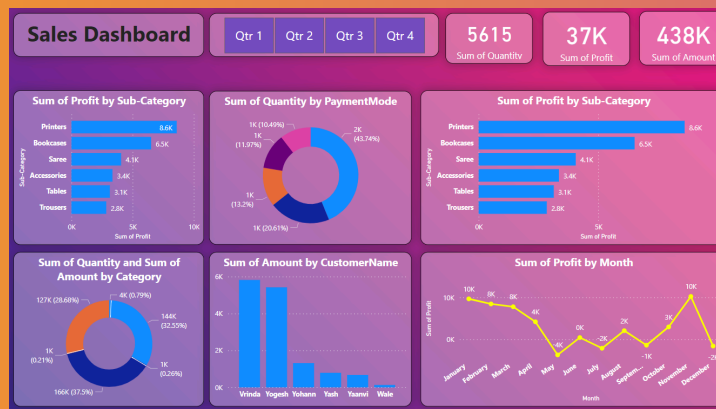 Sales Dashboard
Qtr 1 Qtr 2 Qtr 3 Qtr 4
5615
Sum of Quantity
37K
Sum of Profit
438K
Sum of Amount
Sum of Profit by Sub-Category
Sub-Category
Printers 8.6K
Bookcases 6.5K
Saree 4.1K
Accessories 3.4K
Tables 3.1K
Trousers 2.8K
0K 5K 10K
Sum of Profit
Sum of Quantity by PaymentMode
1K (10.49%)
1K
(11.97%)
1K
(13.2%)
1K (20.61%)
2K
(43.74%)
Sum of Profit by Sub-Category
Sub-Category
Printers 8.6K
Bookcases 6.5K
Saree 4.1K
Accessories 3.4K
Tables 3.1K
Trousers 2.8K
0K 5K
Sum of Profit
Sum of Quantity and Sum of
Amount by Category
127K (28.68%)
4K (0.79%)
144K
(32.55%)
1K
(0.21%)
1K
(0.26%)
166K (37.5%)
Sum of Amount by CustomerName
6K
4K
2K
0K
Vrinda Yogesh Yohann Yash Yaanvi Wale
Sum of Profit by Month
Sum of Profit
10K
0K
10K 8K 8K 4K -4K 0K -2K 2K -1K 3K 10K
January February March April May June July August Septem... October November December
Month